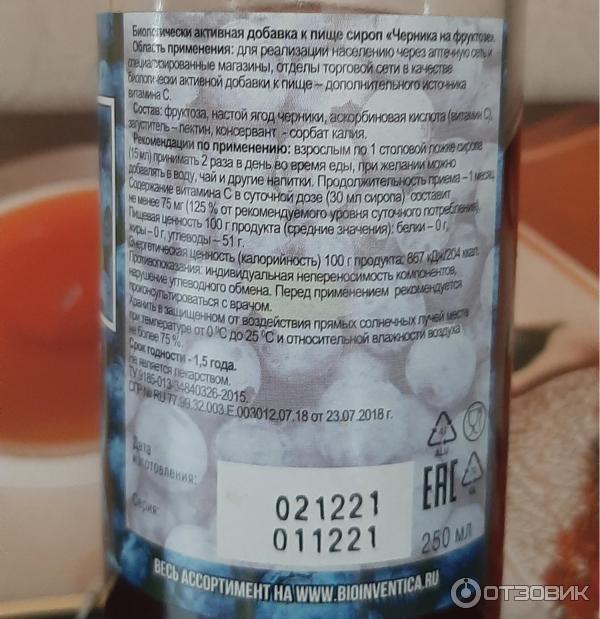 Биологически активная добавка к пище сироп «Черника на фруктозе».
Область применения: для реализации населению через аптечную сеть и
специализированные магазины, отделы торговой сети в качестве
биологически активной добавки к пище – дополнительного источника
витамина С.
Состав: фруктоза, настой ягод черники, аскорбиновая кислота (витамин С),
загуститель – пектин, консервант - сорбат калия.
Рекомендации по применению: взрослым по 1 столовой ложке сиропа
(15мл) принимать 2 раза в день во время еды, при желании можно
добавлять в воду, чай и другие напитки. Продолжительность приема – 1 месяц.
Содержание витамина С в суточной дозе (30 мл сиропа) составит
не менее 75 мг (125 % от рекомендуемого уровня суточного потребления).
Пищевая ценность 100 г продукта (средние значения): белки – 0 г,
жиры – 0 г, углеводы – 51 г.
Энергетическая ценность (калорийность) 100 г продукта: 867 кДж/204 ккал.
Противопоказания: индивидуальная непереносимость компонентов,
нарушение углеводного обмена. Перед применением рекомендуется
проконсультироваться с врачом.
Хранить в защищенном от воздействия прямых солнечных лучей месте
при температуре от 0 °С до 25 °С и относительной влажности воздуха
не более 75 %.
Срок годности - 1,5 года.
Не является лекарством.
ТУ 9185-013-34840326-2015.
СГР № RU 77.99.32.003.Е.003012.07.18 от 23.07.2018 г.
Дата
изготовления:
Серия:
021221
011221
ALU
EAC
250 мл
ВЕСЬ АССОРТИМЕНТ НА WWW.BIOINVENTICA.RU
ОТЗОВИК